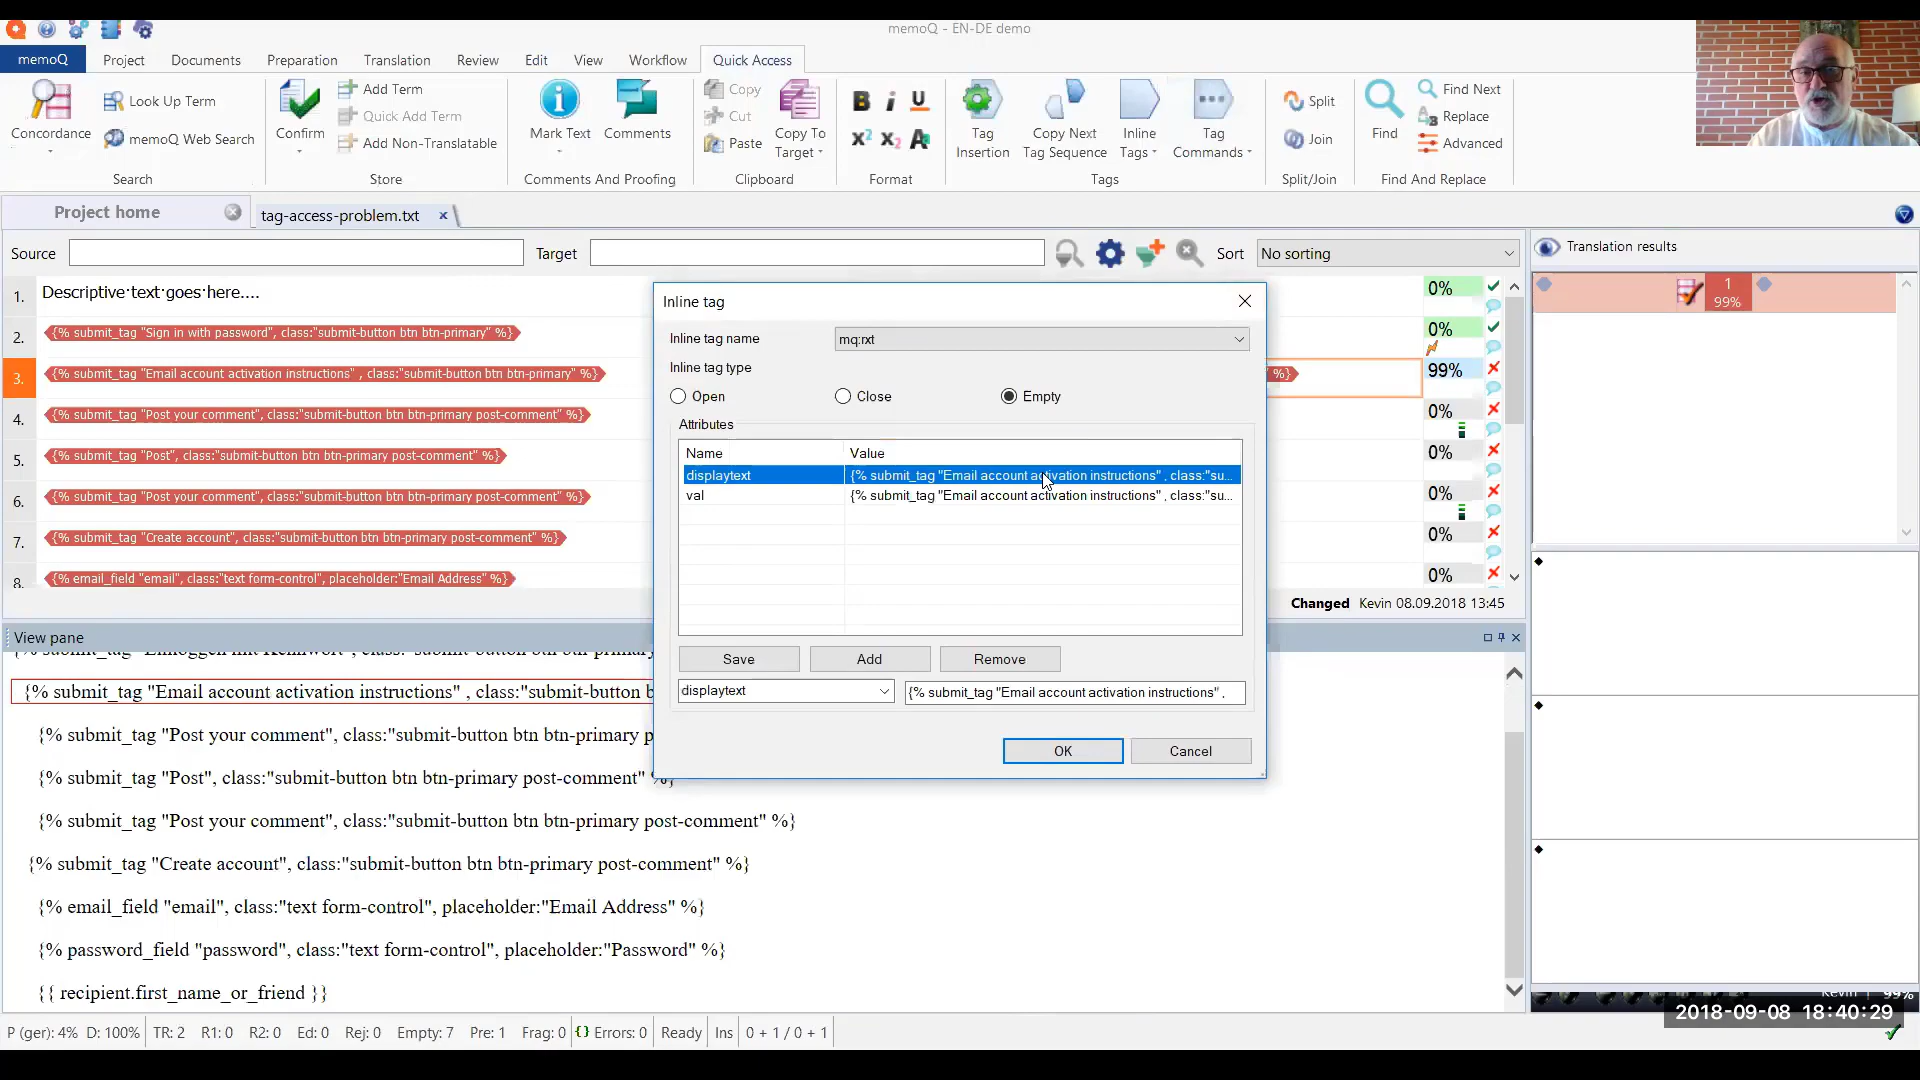 memoQ - EN-DE demo
memoQ Project Documents Preparation Translation Review Edit View Workflow Quick Access
Concordance
Look Up Term
memoQ Web Search
Search
Confirm
Add Term
Quick Add Term
Add Non-Translatable
Store
Mark Text
Comments
Comments And Proofing
Copy
Cut
Paste
Copy To
Target
Clipboard
B i U
X² X₂ A
Format
Tag
Insertion
Copy Next
Tag Sequence
Inline
Tags
Tag
Commands
Tags
Split
Join
Split/Join
Find
Find Next
Replace
Advanced
Find And Replace
Project home
tag-access-problem.txt
Source
Target
Sort
No sorting
1. Descriptive·text·goes·here.... 0%
2. {% submit_tag "Sign in with password", class:"submit-button btn btn-primary" %} 0%
3. {% submit_tag "Email account activation instructions" , class:"submit-button btn btn-primary" %} %} 99%
4. {% submit_tag "Post your comment", class:"submit-button btn btn-primary post-comment" %} 0%
5. {% submit_tag "Post", class:"submit-button btn btn-primary post-comment" %} 0%
6. {% submit_tag "Post your comment", class:"submit-button btn btn-primary post-comment" %} 0%
7. {% submit_tag "Create account", class:"submit-button btn btn-primary post-comment" %} 0%
8. {% email_field "email", class:"text form-control", placeholder:"Email Address" %} 0%
Changed Kevin 08.09.2018 13:45
Inline tag
Inline tag name mq:rxt
Inline tag type
Open Close Empty
Attributes
Name Value
displaytext {% submit_tag "Email account activation instructions" , class:"su...
val {% submit_tag "Email account activation instructions" , class:"su...
Save Add Remove
displaytext {% submit_tag "Email account activation instructions" ,
OK Cancel
Translation results
1
99%
View pane
{% submit_tag "Einloggen mit Kennwort", class:"submit-button btn btn-primary
{% submit_tag "Email account activation instructions" , class:"submit-button b
{% submit_tag "Post your comment", class:"submit-button btn btn-primary p
{% submit_tag "Post", class:"submit-button btn btn-primary post-comment" %}
{% submit_tag "Post your comment", class:"submit-button btn btn-primary post-comment" %}
{% submit_tag "Create account", class:"submit-button btn btn-primary post-comment" %}
{% email_field "email", class:"text form-control", placeholder:"Email Address" %}
{% password_field "password", class:"text form-control", placeholder:"Password" %}
{{ recipient.first_name_or_friend }}
Kevin 99%
2018-09-08 18:40:29
P (ger): 4% D: 100% TR: 2 R1: 0 R2: 0 Ed: 0 Rej: 0 Empty: 7 Pre: 1 Frag: 0 Errors: 0 Ready Ins 0 + 1 / 0 + 1